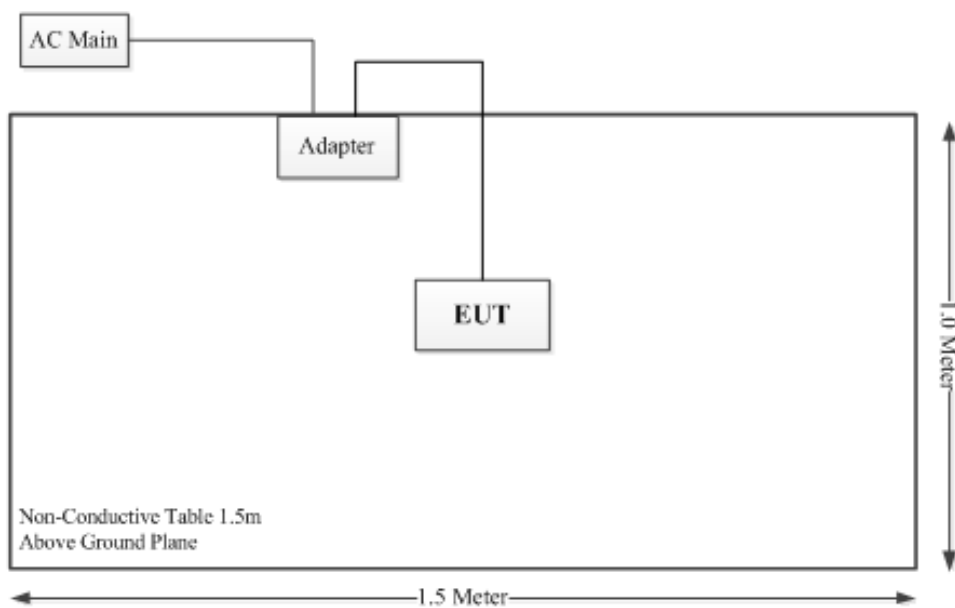 AC Main
Adapter
EUT
1.0 Meter
Non-Conductive Table 1.5m
Above Ground Plane
1.5 Meter